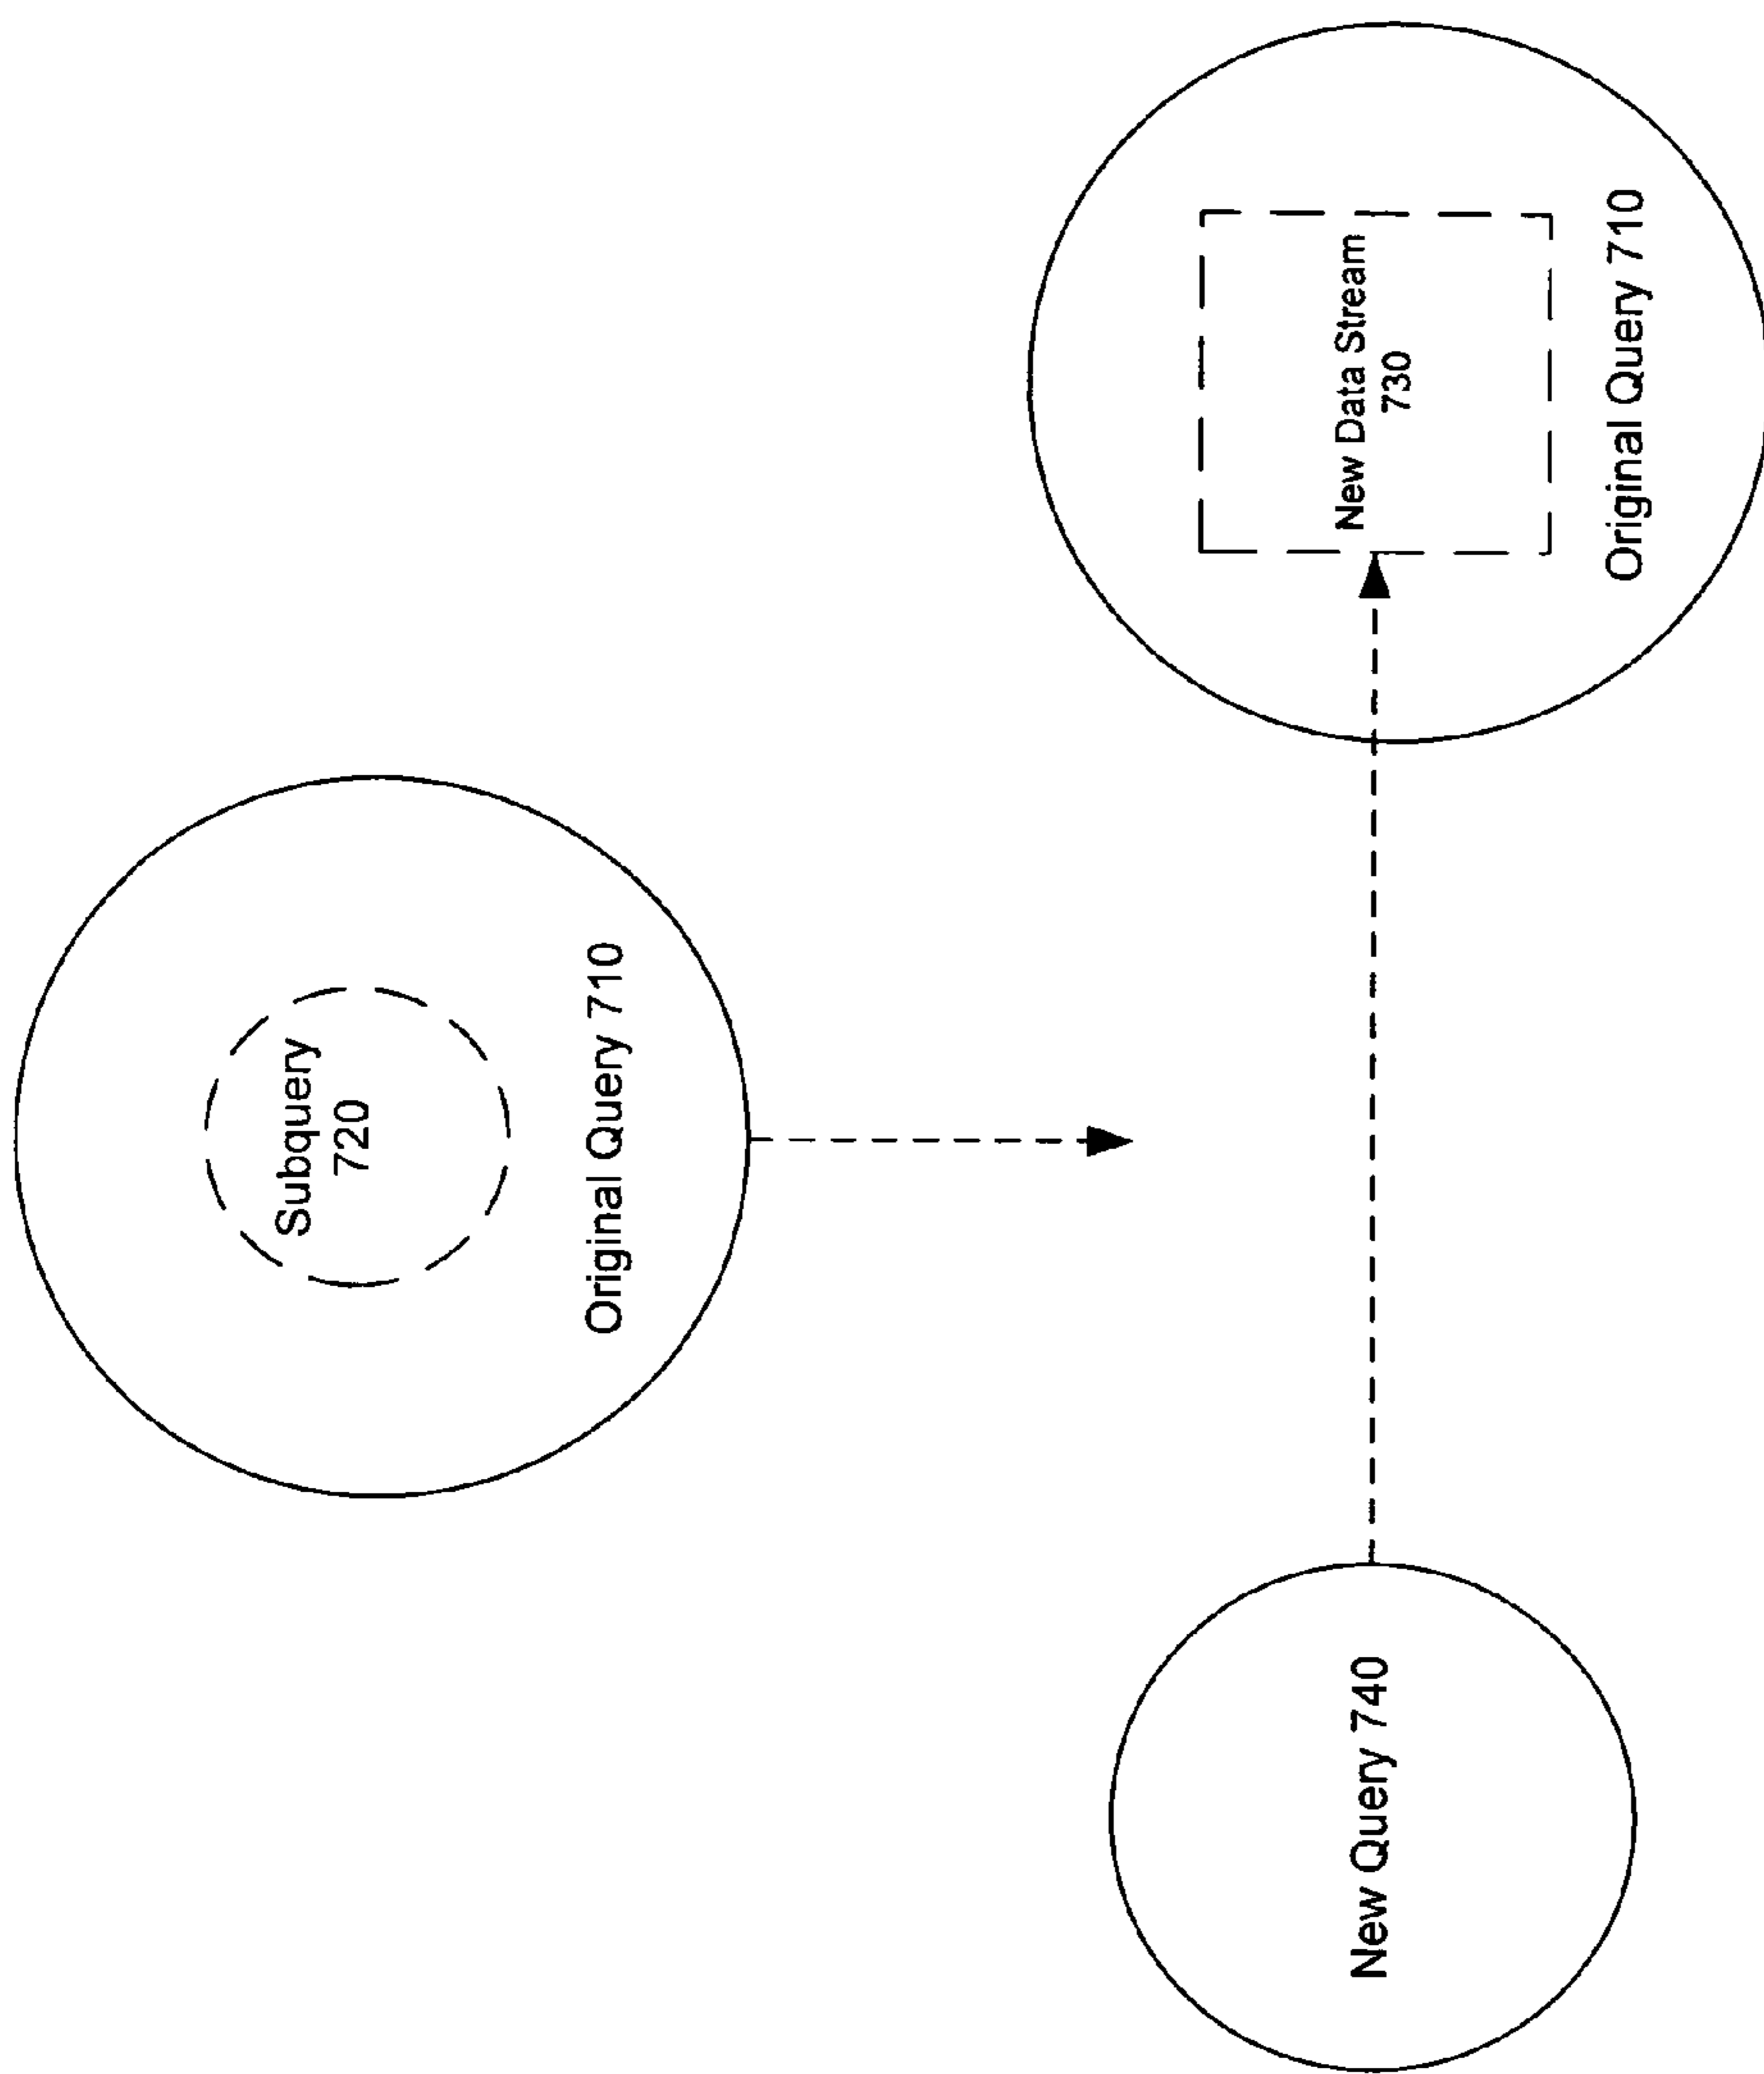 Subquery
720
Original Query 710
New Query 740
New Data Stream
730
Original Query 710